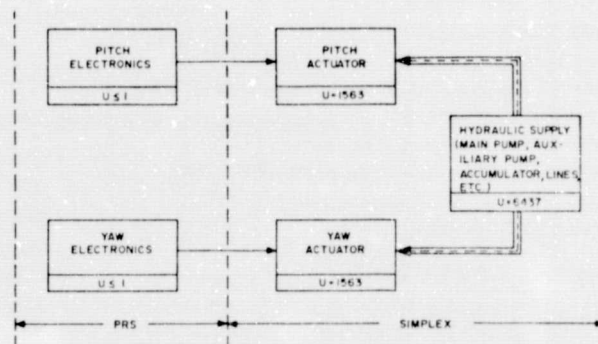 PITCH
ELECTRONICS
U ≤ 1
PITCH
ACTUATOR
U=1563
HYDRAULIC SUPPLY
(MAIN PUMP, AUX-
ILIARY PUMP,
ACCUMULATOR, LINES,
ETC.)
U=6437
YAW
ELECTRONICS
U ≤ 1
YAW
ACTUATOR
U=1563
PRS
SIMPLEX